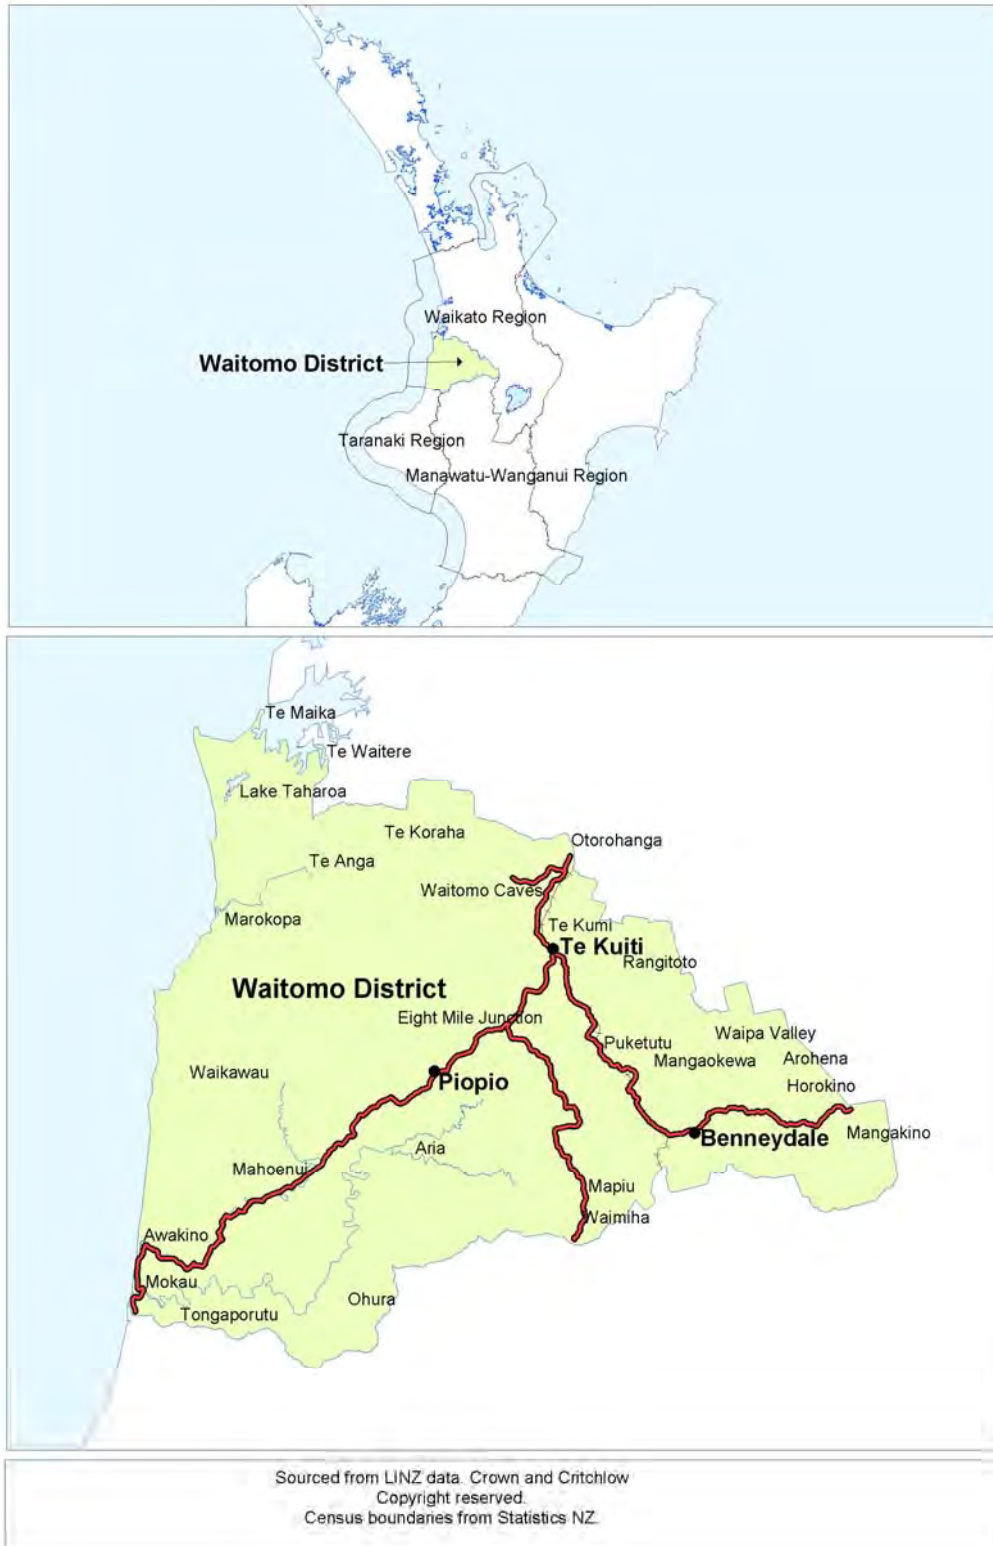 Waikato Region
Waitomo District
Taranaki Region
Manawatu-Wanganui Region
Te Maika
Te Waitere
Lake Taharoa
Te Koraha
Otorohanga
Te Anga
Waitomo Caves
Marokopa
Te Kumi
Te Kuiti
Rangitoto
Waitomo District
Eight Mile Junction
Waipa Valley
Puketutu
Mangaokewa
Arohena
Waikawau
Piopio
Horokino
Mangakino
Benneydale
Aria
Mahoenui
Mapiu
Waimiha
Awakino
Mokau
Ohura
Tongaporutu
Sourced from LINZ data. Crown and Critchlow
Copyright reserved.
Census boundaries from Statistics NZ.